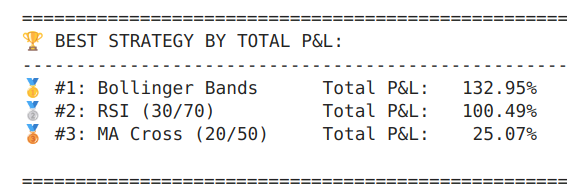 ===================================================
🏆 BEST STRATEGY BY TOTAL P&L:
---------------------------------------------------
🥇 #1: Bollinger Bands      Total P&L:   132.95%
🥈 #2: RSI (30/70)          Total P&L:   100.49%
🥉 #3: MA Cross (20/50)     Total P&L:    25.07%
===================================================